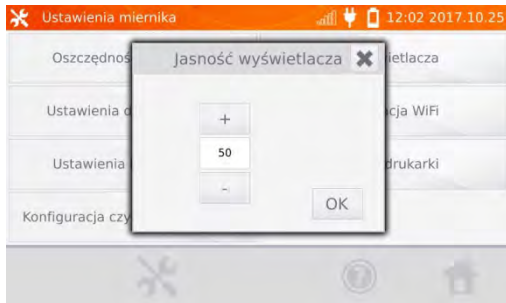 Ustawienia miernika 12:02 2017.10.25
Jasność wyświetlacza
Oszczędnoś
ietlacza
Ustawienia
cja WiFi
Ustawienia
drukarki
Konfiguracja czy
+
50
-
OK